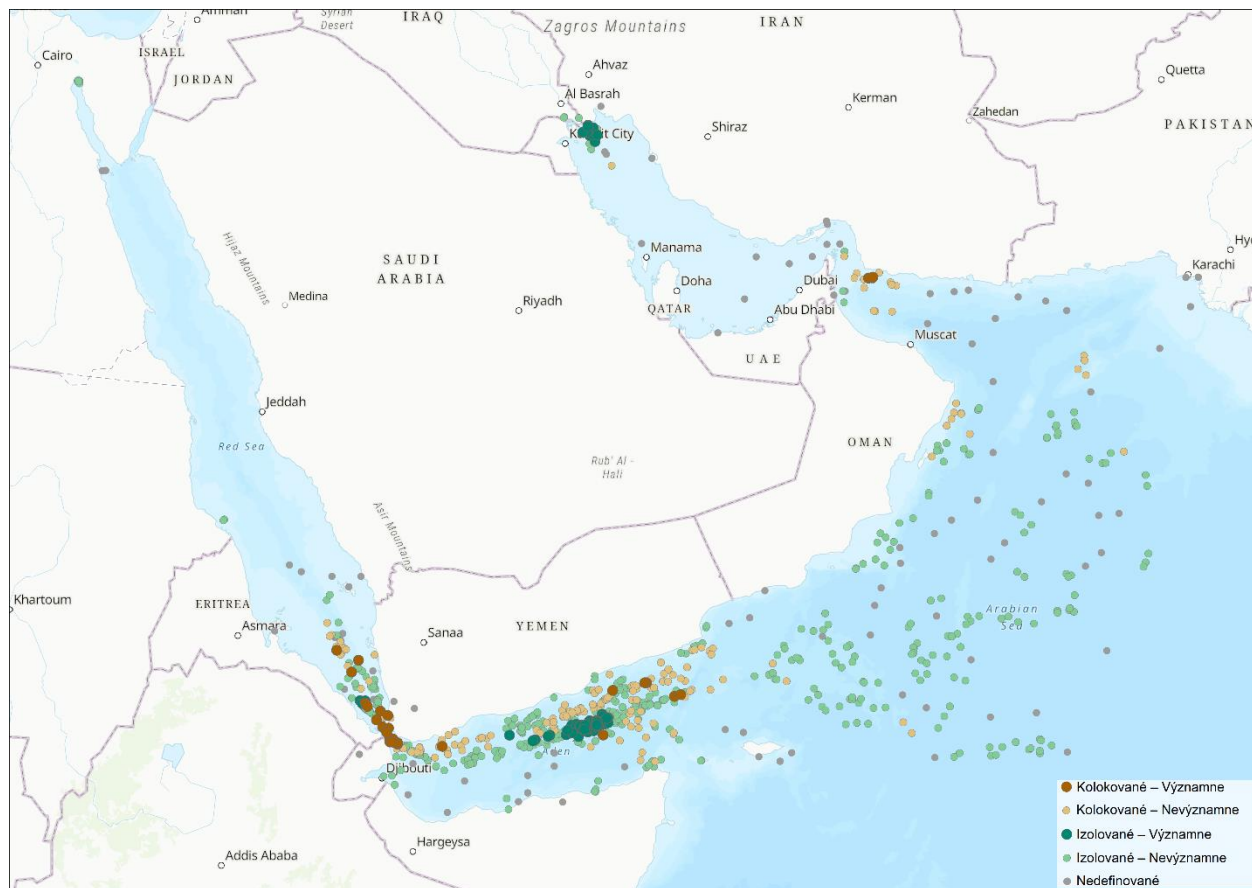 Amman
Syrian
Desert
IRAQ
Zagros Mountains
IRAN
Cairo
ISRAEL
JORDAN
Ahvaz
Quetta
Al Basrah
Kerman
Zahedan
Shiraz
PAKISTAN
Hijaz Mountains
SAUDI
ARABIA
Manama
Karachi
Medina
Riyadh
Doha
Dubai
QATAR
Abu Dhabi
Muscat
UAE
Jeddah
Red Sea
OMAN
Rub' Al -
Hali
Asir Mountains
Khartoum
ERITREA
Asmara
Sanaa
YEMEN
Arabian
Sea
Djibouti
Hargeysa
Addis Ababa
Kolokované – Významne
Kolokované – Nevýznamne
Izolované – Významne
Izolované – Nevýznamne
Nedefinované